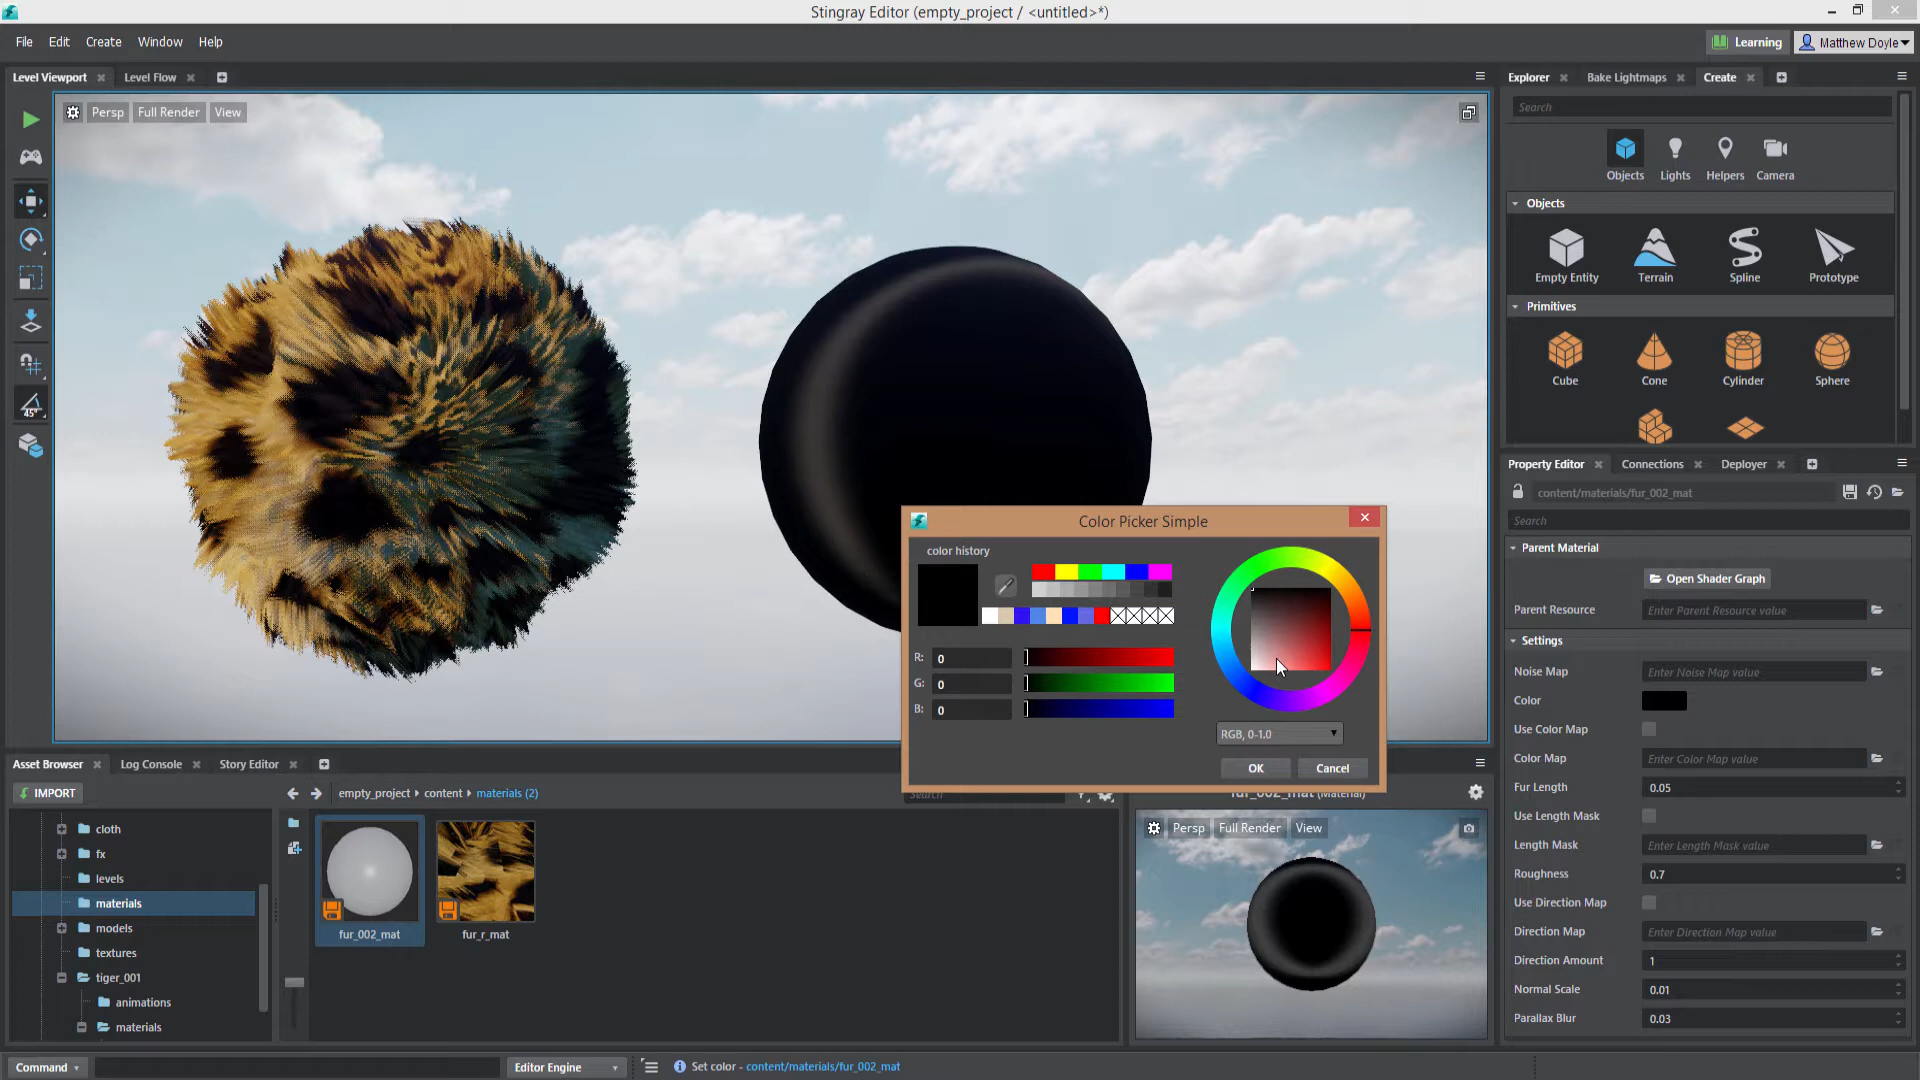 Stingray Editor (empty_project / <untitled>*)
File Edit Create Window Help
Learning Matthew Doyle
Level Viewport Level Flow
Explorer Bake Lightmaps Create
Persp Full Render View
Search
Objects Lights Helpers Camera
Objects
Empty Entity Terrain Spline Prototype
Primitives
Cube Cone Cylinder Sphere
45°
Property Editor Connections Deployer
content/materials/fur_002_mat
Search
Parent Material
Open Shader Graph
Parent Resource Enter Parent Resource value
Settings
Noise Map Enter Noise Map value
Color
Use Color Map
Color Map Enter Color Map value
Fur Length 0.05
Use Length Mask
Length Mask Enter Length Mask value
Roughness 0.7
Use Direction Map
Direction Map Enter Direction Map value
Direction Amount 1
Normal Scale 0.01
Parallax Blur 0.03
Color Picker Simple
color history
R: 0
G: 0
B: 0
RGB, 0-1.0
OK Cancel
Asset Browser Log Console Story Editor
IMPORT
empty_project content materials (2)
Search
fur_002_mat (Material)
Persp Full Render View
cloth
fx
levels
materials
models
textures
tiger_001
animations
materials
fur_002_mat fur_r_mat
Command
Editor Engine
Set color - content/materials/fur_002_mat